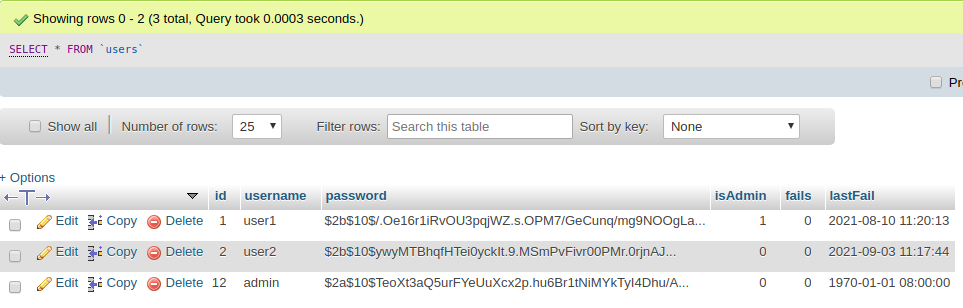 Showing rows 0 - 2 (3 total, Query took 0.0003 seconds.)
SELECT * FROM `users`
Pr
Show all Number of rows: 25 Filter rows: Search this table Sort by key: None
+ Options
←T→ id username password isAdmin fails lastFail
Edit Copy Delete 1 user1 $2b$10$/.Oe16r1iRvOU3pqjWZ.s.OPM7/GeCunq/mg9NOOgLa... 1 0 2021-08-10 11:20:13
Edit Copy Delete 2 user2 $2b$10$ywyMTBhqfHTei0yckIt.9.MSmPvFivr00PMr.0rjnAJ... 0 0 2021-09-03 11:17:44
Edit Copy Delete 12 admin $2a$10$TeoXt3aQ5urFYeUuXcx2p.hu6Br1tNiMYkTyI4Dhu/A... 0 0 1970-01-01 08:00:00